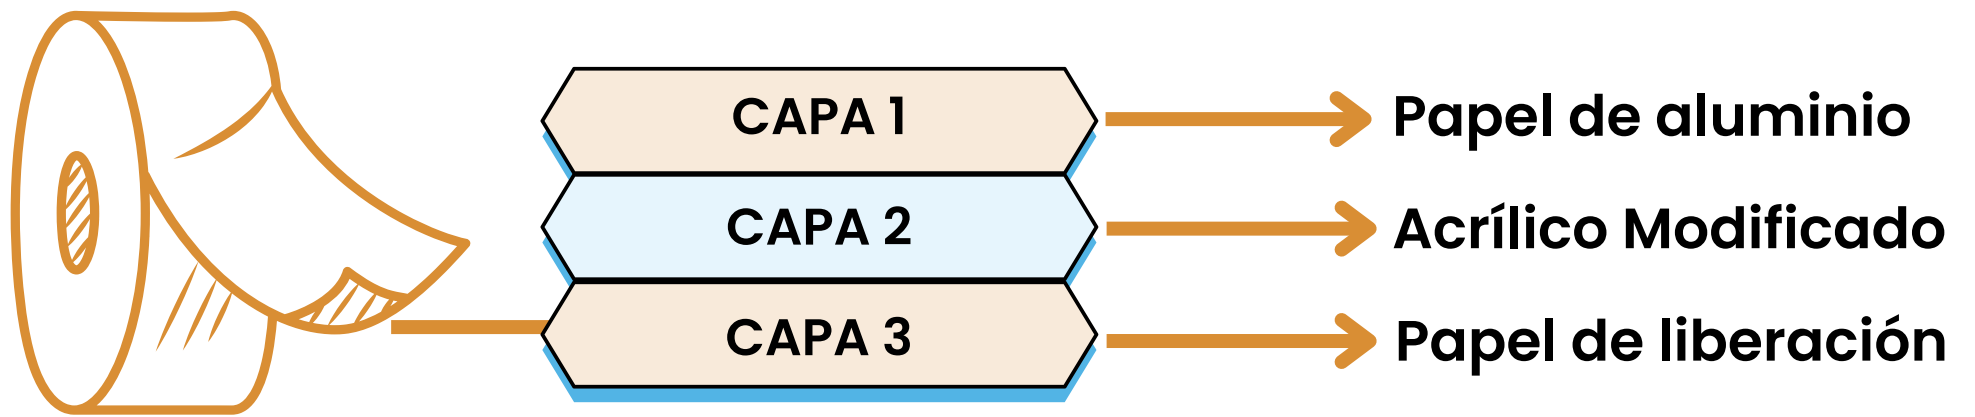 CAPA 1
Papel de aluminio
CAPA 2
Acrílico Modificado
CAPA 3
Papel de liberación